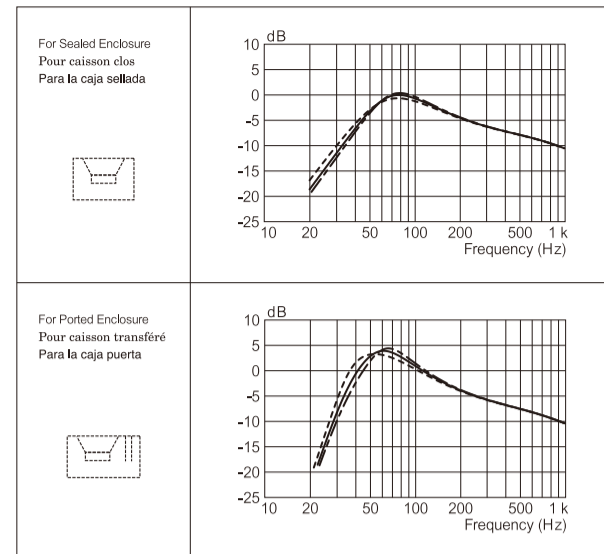 For Sealed Enclosure
Pour caisson clos
Para la caja sellada
dB
10
5
0
-5
-10
-15
-20
-25
10 20 50 100 200 500 1 k
Frequency (Hz)
For Ported Enclosure
Pour caisson transféré
Para la caja puerta
dB
10
5
0
-5
-10
-15
-20
-25
10 20 50 100 200 500 1 k
Frequency (Hz)